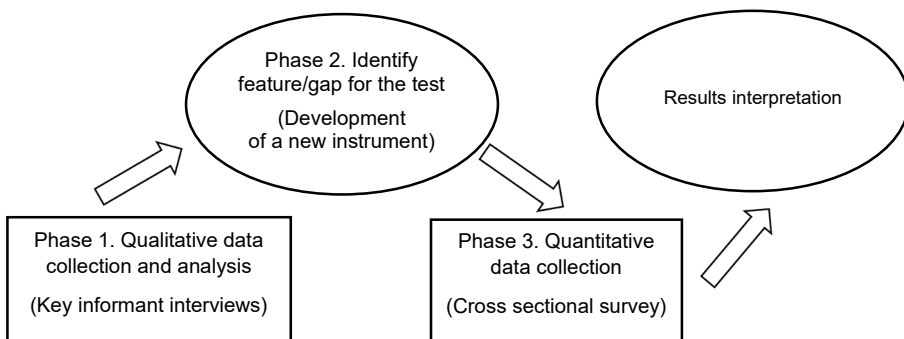 Phase 1. Qualitative data
collection and analysis
(Key informant interviews)
Phase 2. Identify
feature/gap for the test
(Development
of a new instrument)
Phase 3. Quantitative
data collection
(Cross sectional survey)
Results interpretation